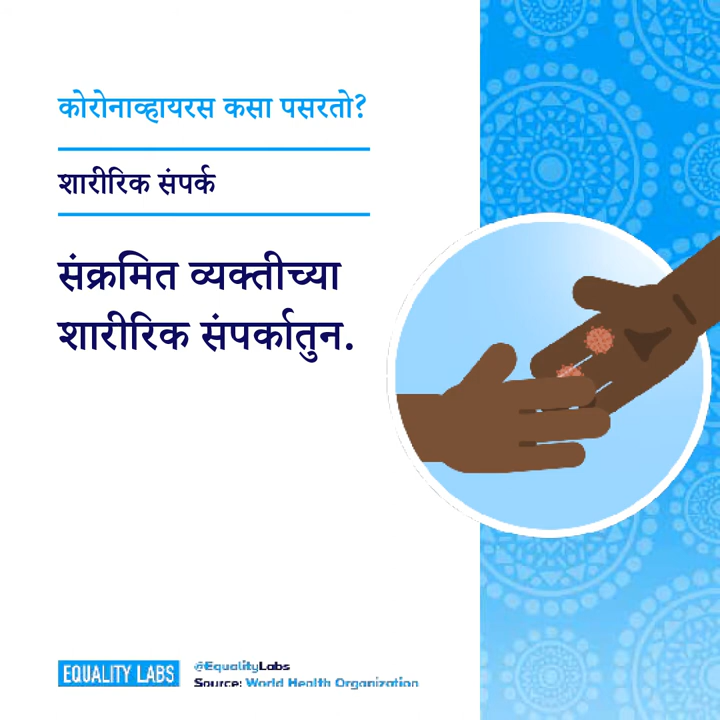 कोरोनाव्हायरस कसा पसरतो?
शारीरिक संपर्क
संक्रमित व्यक्तीच्या
शारीरिक संपर्कातुन.
EQUALITY LABS
@EqualityLabs
Source: World Health Organization